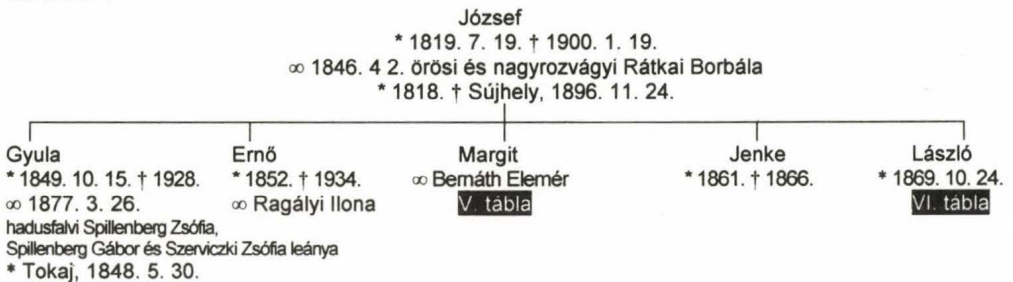 József
* 1819. 7. 19. † 1900. 1. 19.
∞ 1846. 4 2. örösi és nagyrozvágyi Rátkai Borbála
* 1818. † Sújhely, 1896. 11. 24.
Gyula
* 1849. 10. 15. † 1928.
∞ 1877. 3. 26.
hadusfalvi Spillenberg Zsófia,
Spillenberg Gábor és Szerviczki Zsófia leánya
* Tokaj, 1848. 5. 30.
Ernő
* 1852. † 1934.
∞ Ragályi Ilona
Margit
∞ Bernáth Elemér
V. tábla
Jenke
* 1861. † 1866.
László
* 1869. 10. 24.
VI. tábla